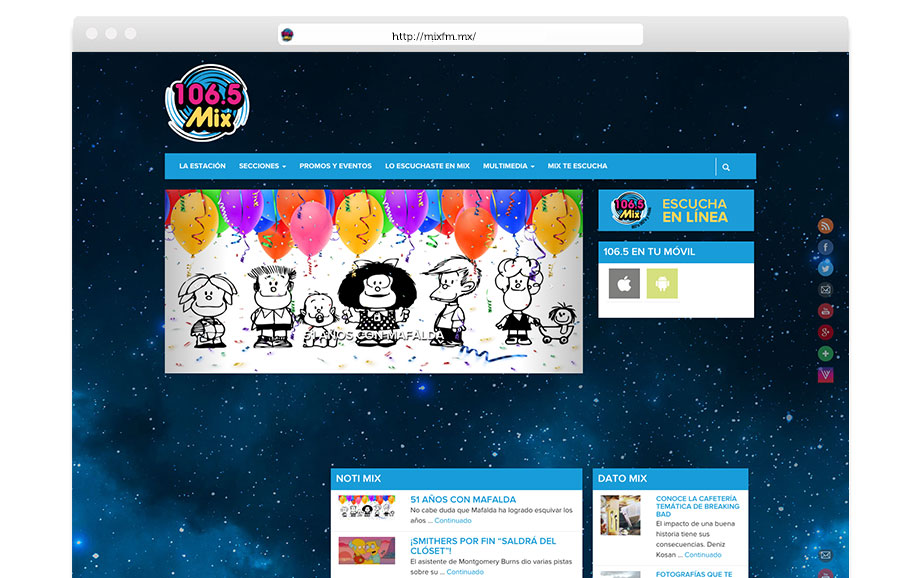 http://mixfm.mx/
106.5
Mix
LA ESTACIÓN SECCIONES PROMOS Y EVENTOS LO ESCUCHASTE EN MIX MULTIMEDIA MIX TE ESCUCHA
51 AÑOS CON MAFALDA
106.5
Mix
ESCUCHA
EN LÍNEA
106.5 EN TU MÓVIL
NOTI MIX
51 AÑOS CON MAFALDA
No cabe duda que Mafalda ha logrado esquivar los
años ... Continuado
¡SMITHERS POR FIN “SALDRÁ DEL
CLÓSET”!
El asistente de Montgomery Burns dio varias pistas
sobre su ... Continuado
DATO MIX
CONOCE LA CAFETERÍA
TEMÁTICA DE BREAKING
BAD
El impacto de una buena
historia tiene sus
consecuencias. Deniz
Kosan ... Continuado
FOTOGRAFÍAS QUE TE